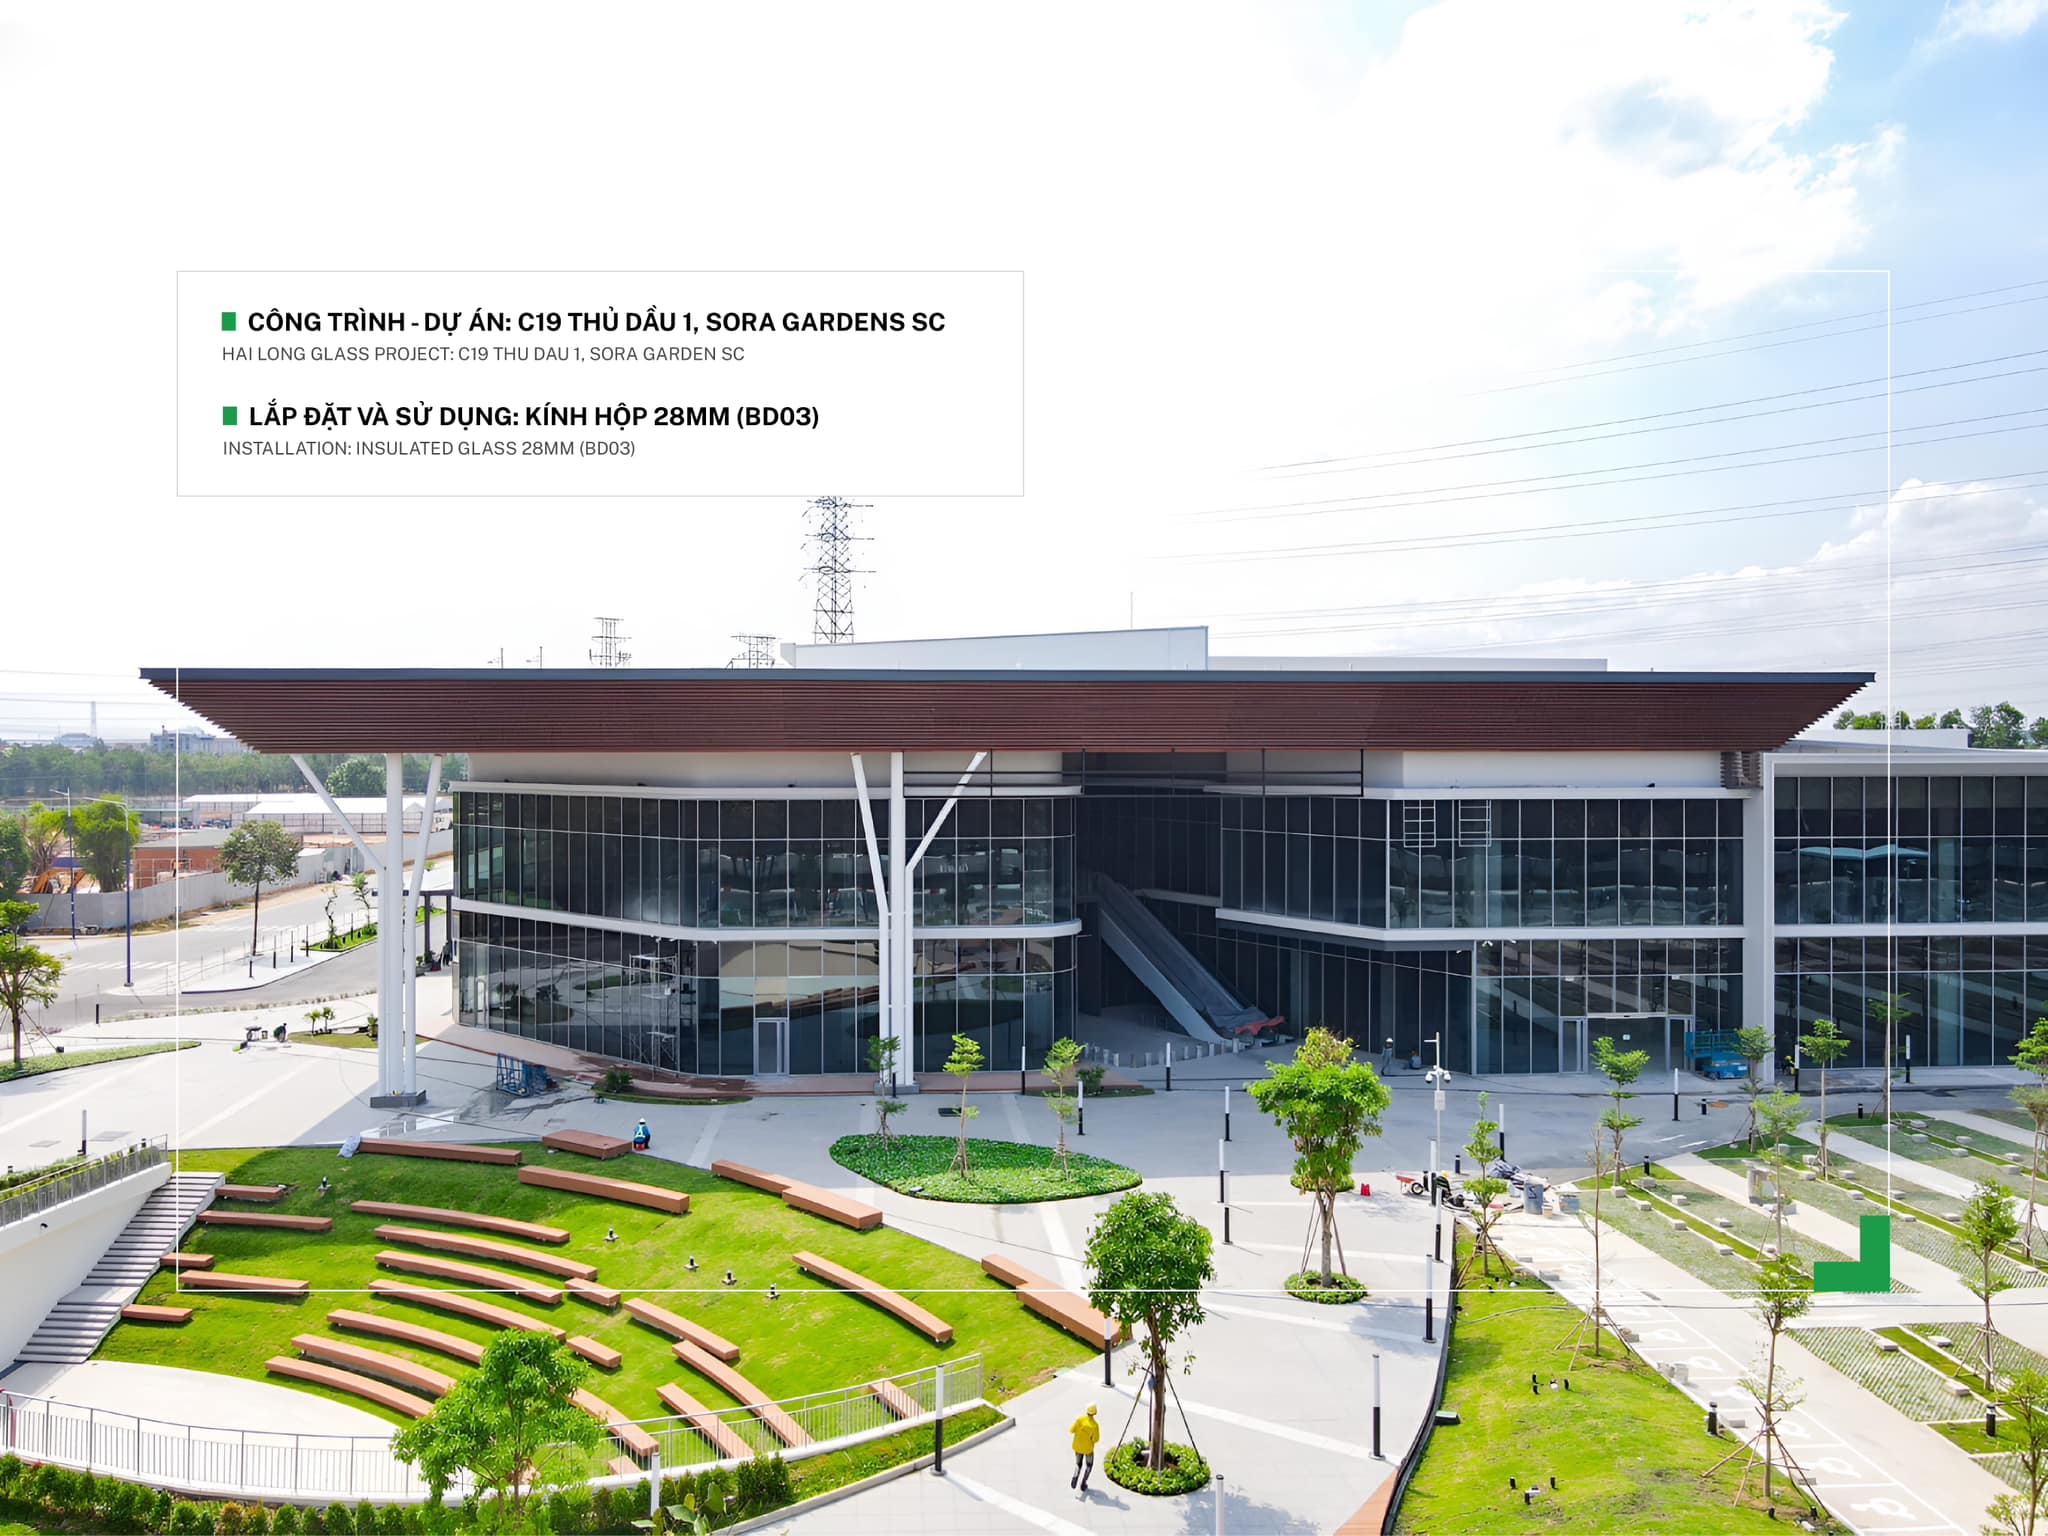 CÔNG TRÌNH - DỰ ÁN: C19 THỦ DẦU 1, SORA GARDENS SC
HAI LONG GLASS PROJECT: C19 THU DAU 1, SORA GARDEN SC
LẮP ĐẶT VÀ SỬ DỤNG: KÍNH HỘP 28MM (BD03)
INSTALLATION: INSULATED GLASS 28MM (BD03)